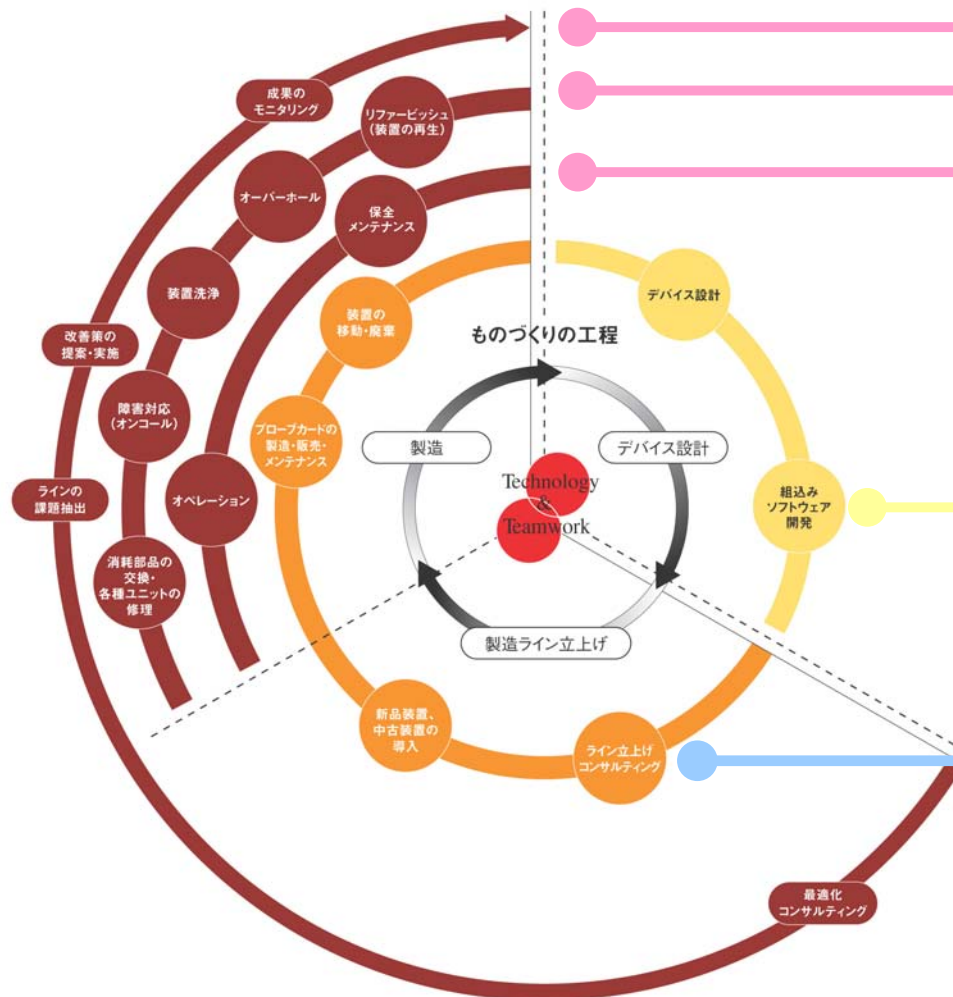 成果の
モニタリング
リファービッシュ
(装置の再生)
オーバーホール
保全
メンテナンス
装置洗浄
デバイス設計
装置の
移動・廃棄
ものづくりの工程
改善策の
提案・実施
障害対応
(オンコール)
プローブカードの
製造・販売・
メンテナンス
製造
デバイス設計
Technology
&
Teamwork
ラインの
課題抽出
オペレーション
組込み
ソフトウェア
開発
消耗部品の
交換・
各種ユニットの
修理
製造ライン立上げ
新品装置、
中古装置の
導入
ライン立上げ
コンサルティング
最適化
コンサルティング